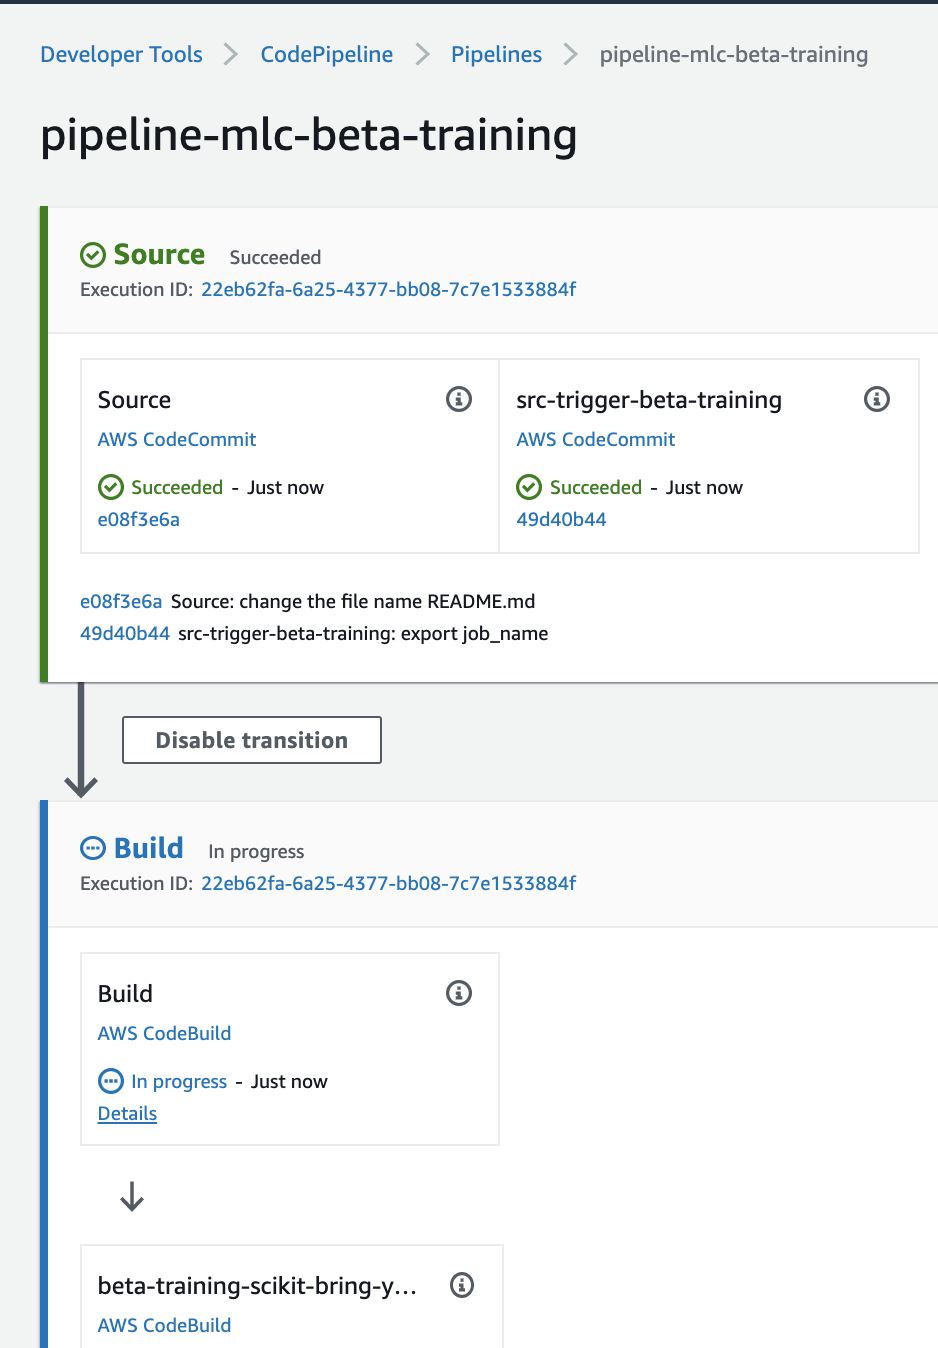 Developer Tools > CodePipeline > Pipelines > pipeline-mlc-beta-training
pipeline-mlc-beta-training
Source Succeeded
Execution ID: 22eb62fa-6a25-4377-bb08-7c7e1533884f
Source
AWS CodeCommit
Succeeded - Just now
e08f3e6a
src-trigger-beta-training
AWS CodeCommit
Succeeded - Just now
49d40b44
e08f3e6a Source: change the file name README.md
49d40b44 src-trigger-beta-training: export job_name
Disable transition
Build In progress
Execution ID: 22eb62fa-6a25-4377-bb08-7c7e1533884f
Build
AWS CodeBuild
In progress - Just now
Details
beta-training-scikit-bring-y...
AWS CodeBuild